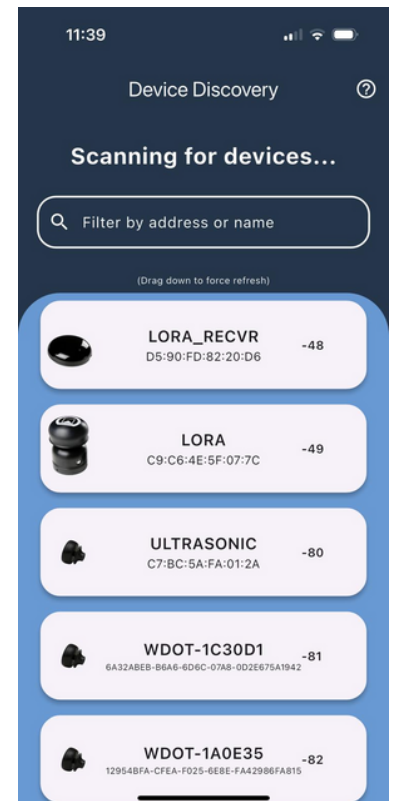 11:39
Device Discovery
Scanning for devices...
Filter by address or name
(Drag down to force refresh)
LORA_RECVR
D5:90:FD:82:20:D6
-48
LORA
C9:C6:4E:5F:07:7C
-49
ULTRASONIC
C7:BC:5A:FA:01:2A
-80
WDOT-1C30D1
6A32ABEB-B6A6-6D6C-07A8-0D2E675A1942
-81
WDOT-1A0E35
12954BFA-CFEA-F025-6E8E-FA42986FA815
-82